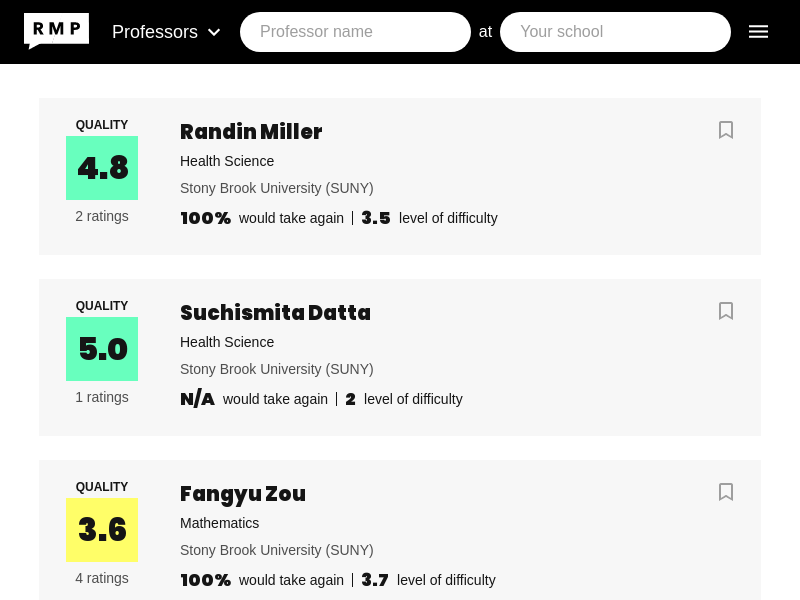 RMP Professors Professor name at Your school
QUALITY
4.8
2 ratings
Randin Miller
Health Science
Stony Brook University (SUNY)
100% would take again 3.5 level of difficulty
QUALITY
5.0
1 ratings
Suchismita Datta
Health Science
Stony Brook University (SUNY)
N/A would take again 2 level of difficulty
QUALITY
3.6
4 ratings
Fangyu Zou
Mathematics
Stony Brook University (SUNY)
100% would take again 3.7 level of difficulty